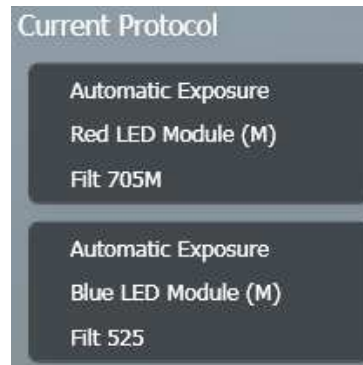 Current Protocol
Automatic Exposure
Red LED Module (M)
Filt 705M
Automatic Exposure
Blue LED Module (M)
Filt 525